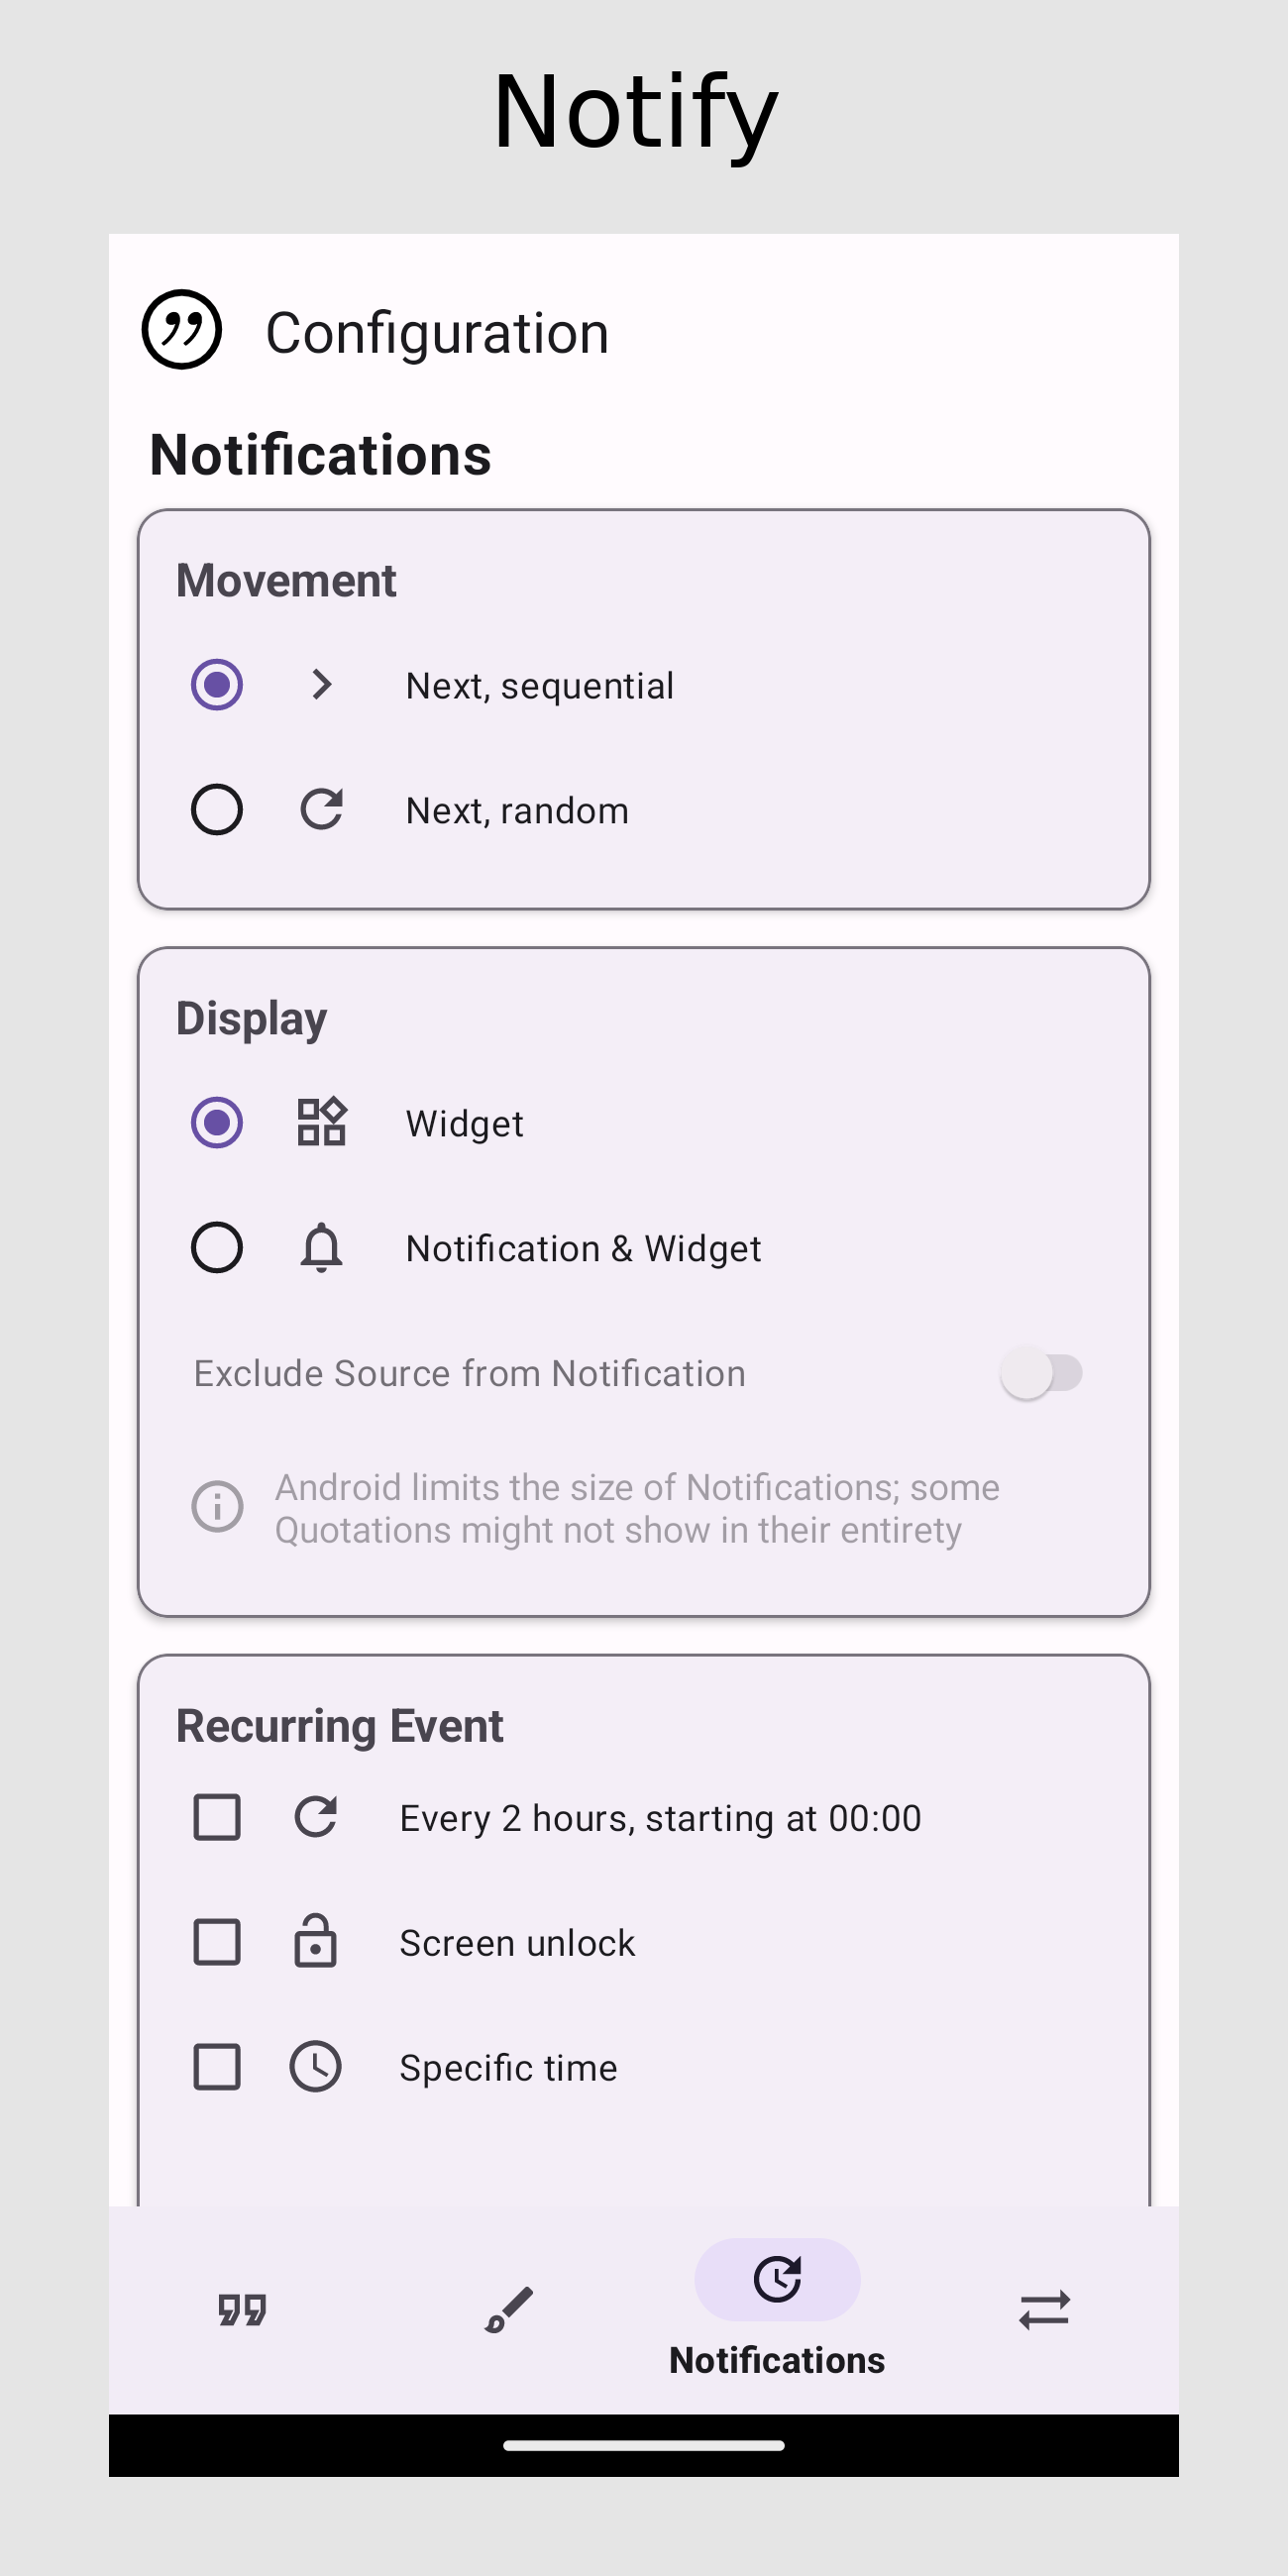 Notify
Configuration
Notifications
Movement
Next, sequential
Next, random
Display
Widget
Notification & Widget
Exclude Source from Notification
Android limits the size of Notifications; some
Quotations might not show in their entirety
Recurring Event
Every 2 hours, starting at 00:00
Screen unlock
Specific time
Notifications